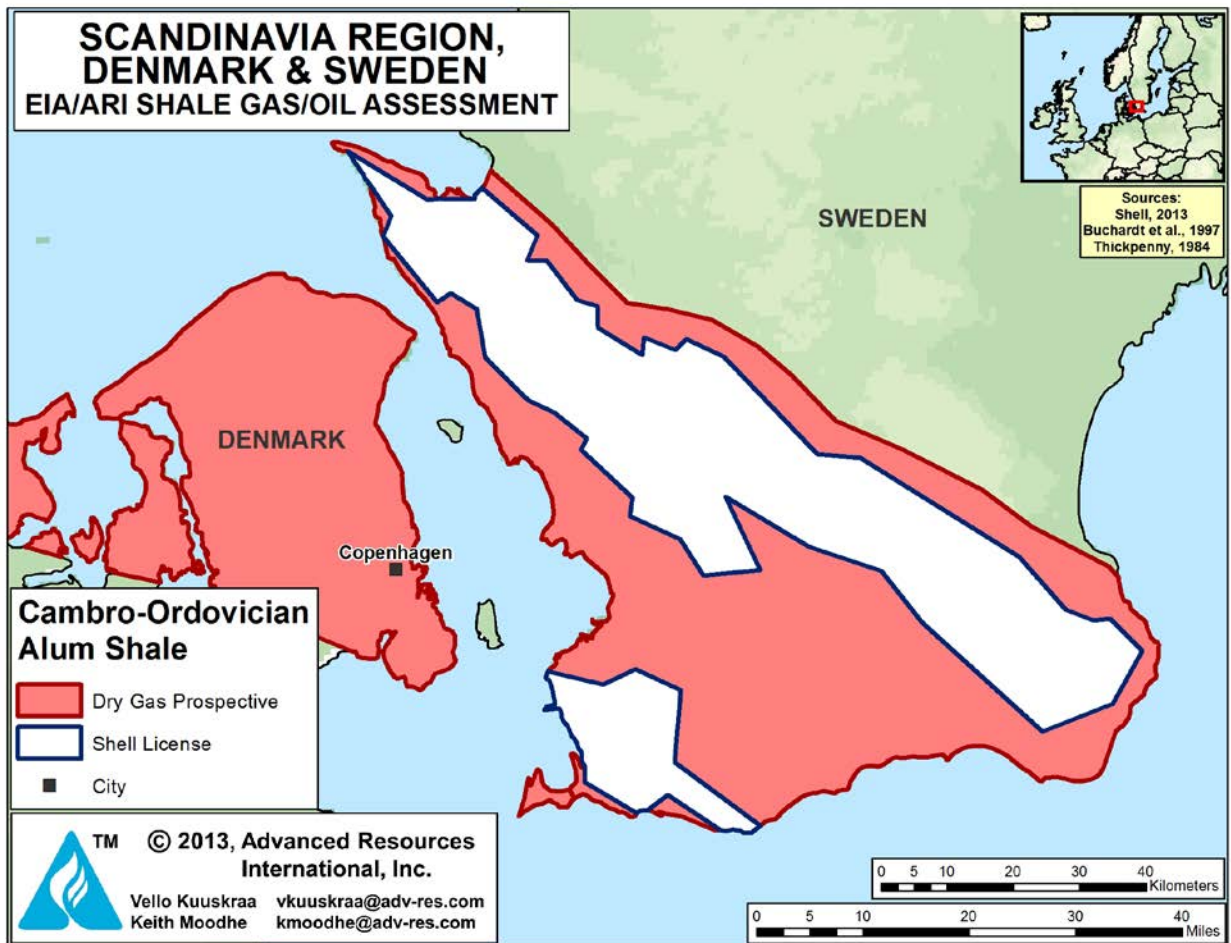 SCANDINAVIA REGION,
DENMARK & SWEDEN
EIA/ARI SHALE GAS/OIL ASSESSMENT
Sources:
Shell, 2013
Buchardt et al., 1997
Thickpenny, 1984
SWEDEN
DENMARK
Copenhagen
Cambro-Ordovician
Alum Shale
Dry Gas Prospective
Shell License
City
TM
© 2013, Advanced Resources
International, Inc.
Vello Kuuskraa vkuuskraa@adv-res.com
Keith Moodhe kmoodhe@adv-res.com
0 5 10 20 30 40
Kilometers
0 10 20 30 40
Miles